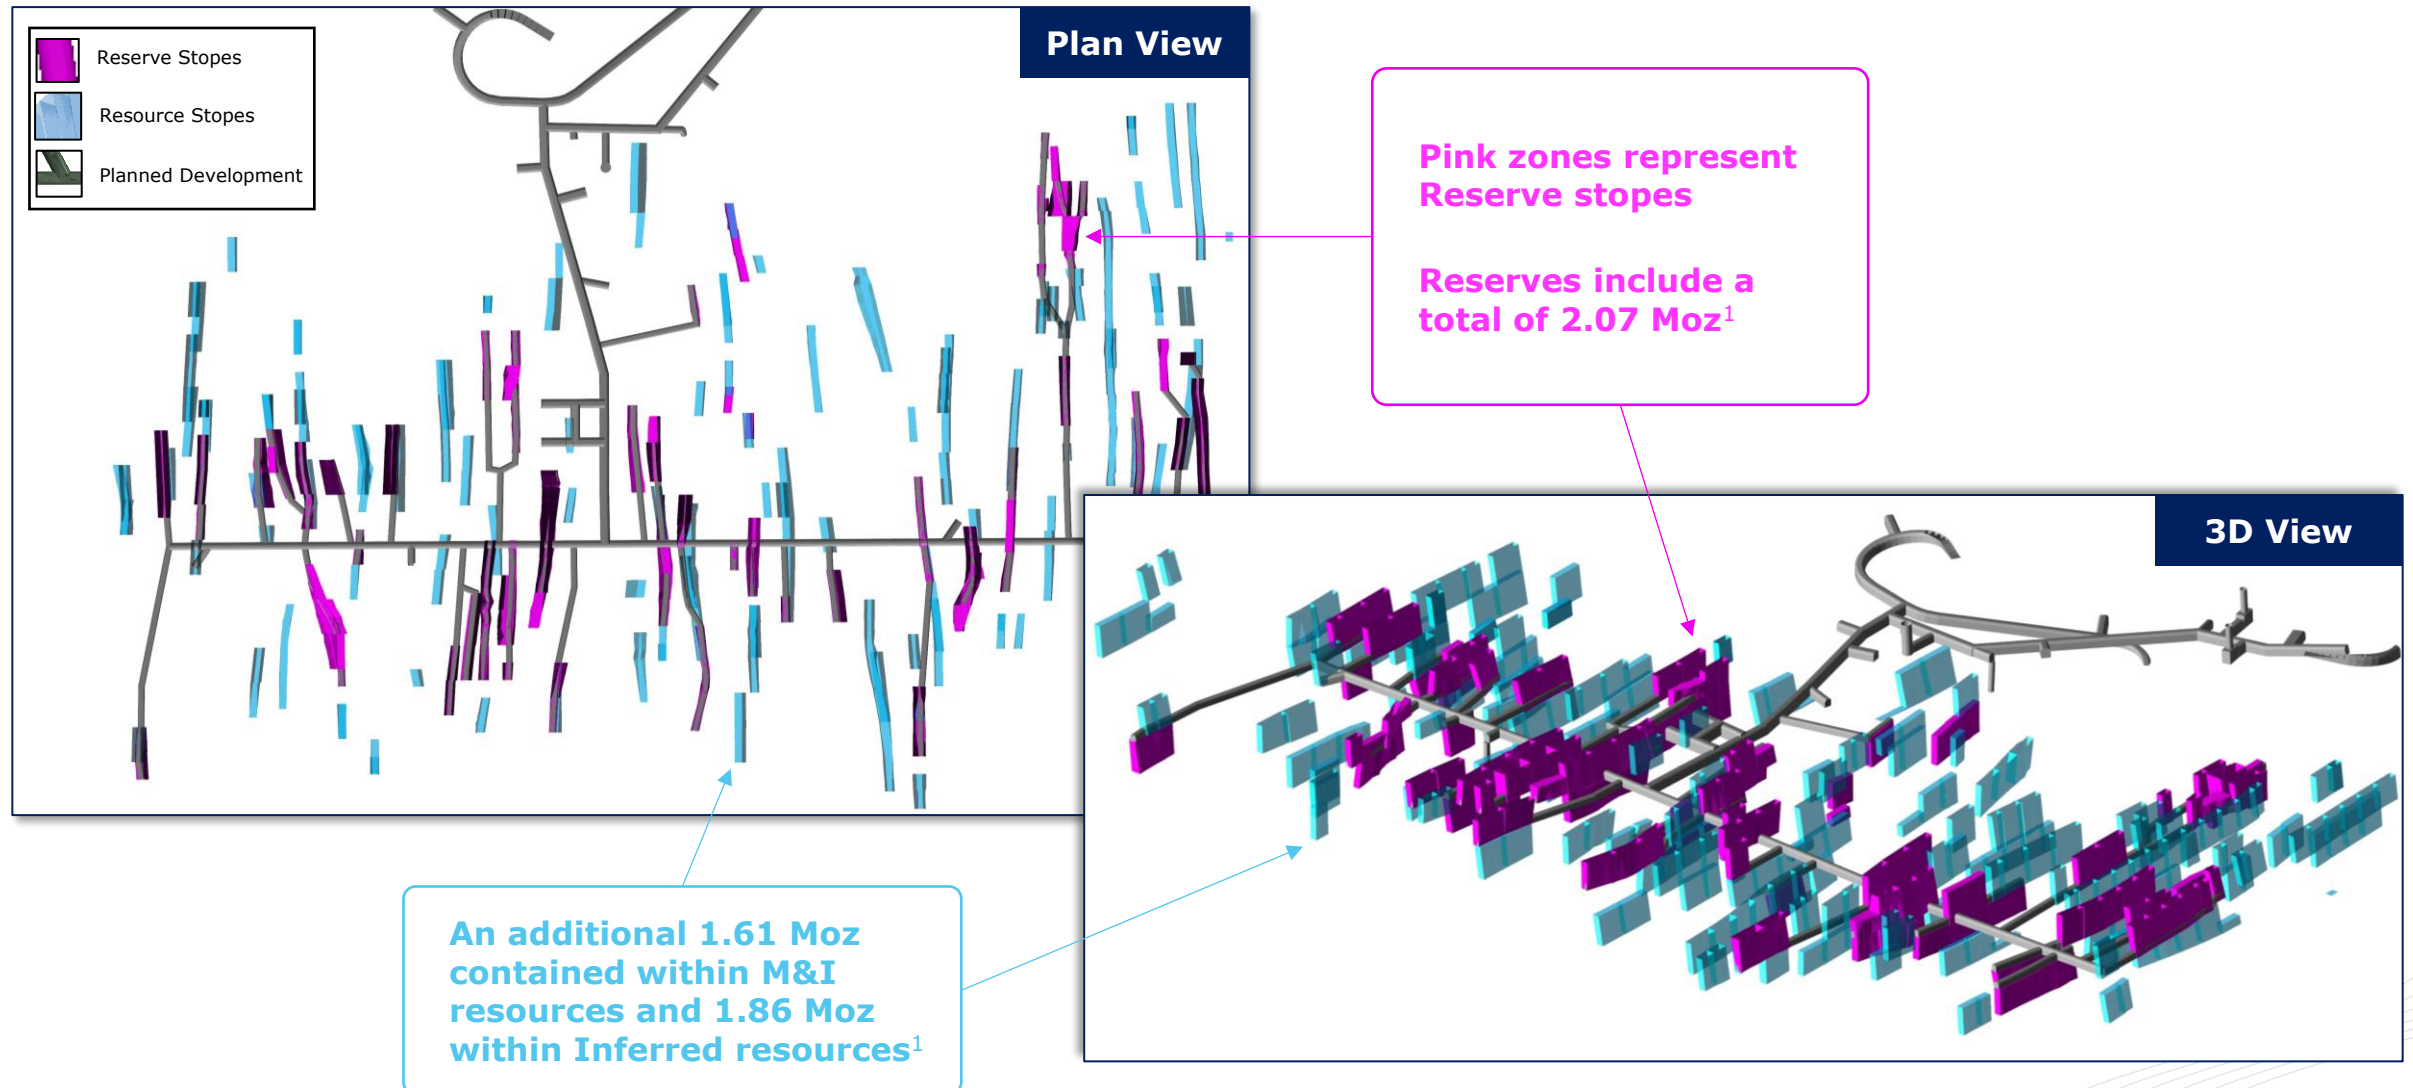 Plan View
Reserve Stopes
Resource Stopes
Planned Development
Pink zones represent
Reserve stopes
Reserves include a
total of 2.07 Moz1
3D View
An additional 1.61 Moz
contained within M&I
resources and 1.86 Moz
within Inferred resources1